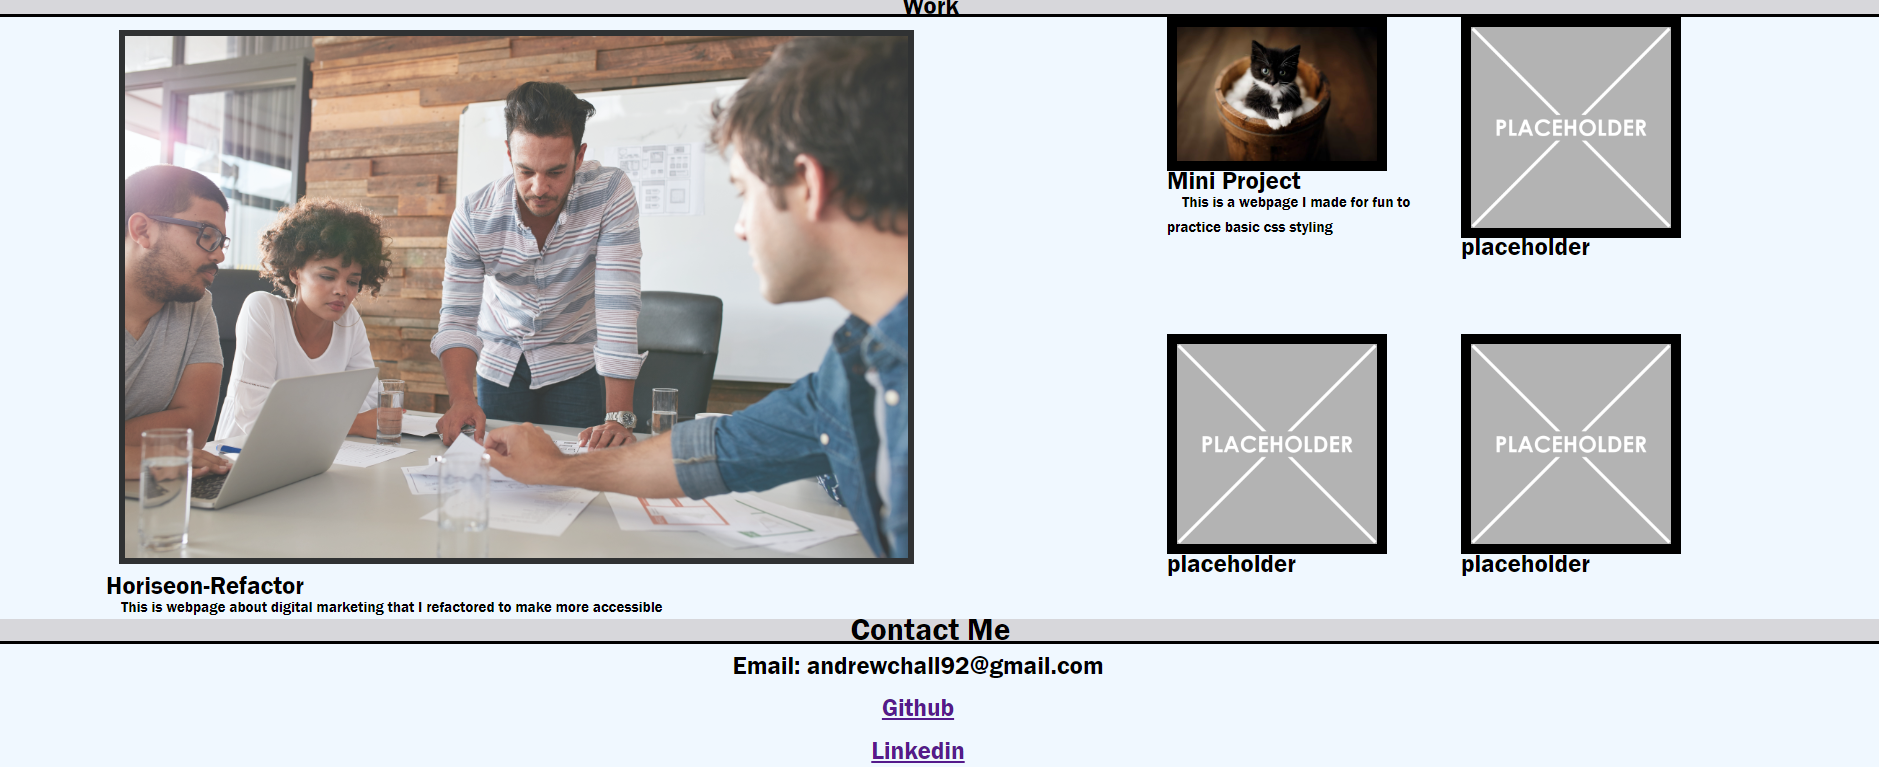 Work
Horiseon-Refactor
This is webpage about digital marketing that I refactored to make more accessible
Mini Project
This is a webpage I made for fun to
practice basic css styling
PLACEHOLDER
placeholder
PLACEHOLDER
placeholder
PLACEHOLDER
placeholder
Contact Me
Email: andrewchall92@gmail.com
Github
Linkedin